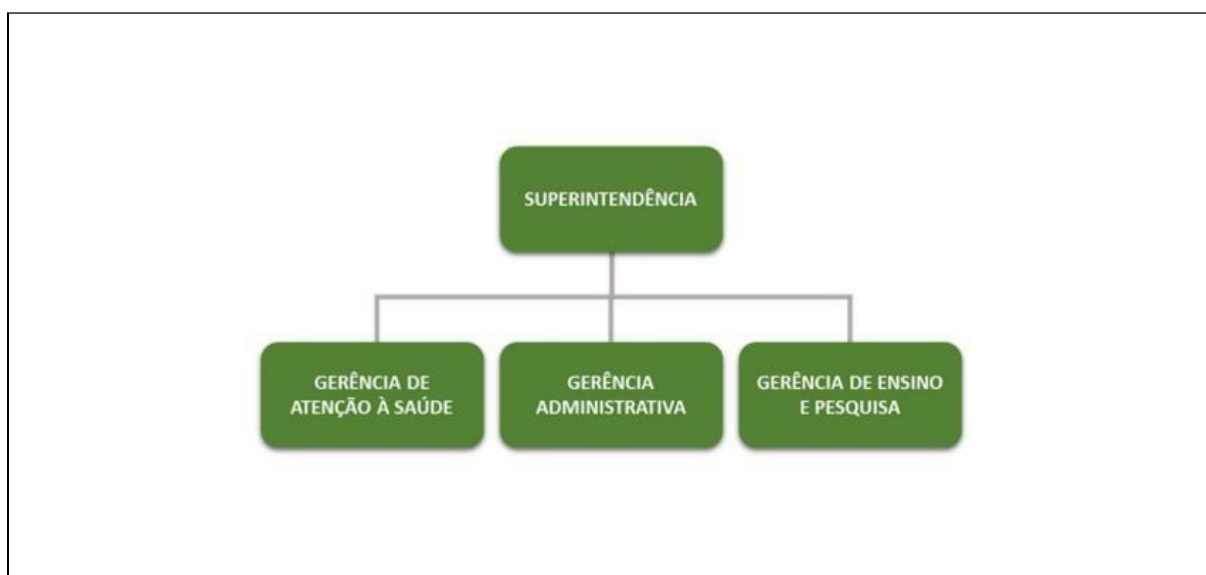 SUPERINTENDÊNCIA
GERÊNCIA DE
ATENÇÃO À SAÚDE
GERÊNCIA
ADMINISTRATIVA
GERÊNCIA DE ENSINO
E PESQUISA